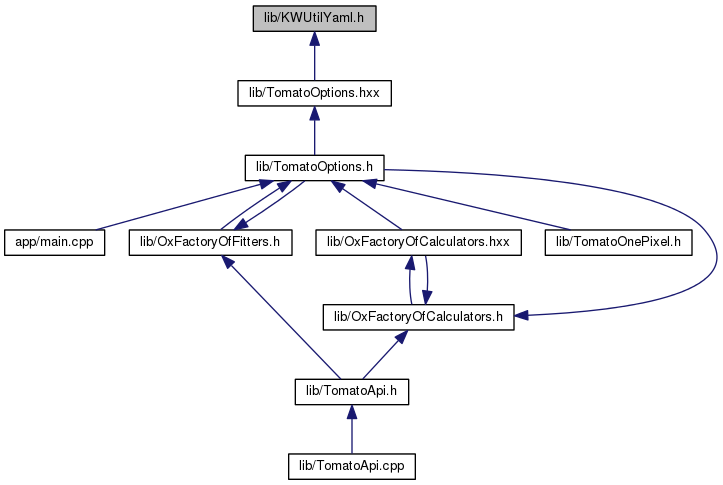 lib/KWUtilYaml.h
lib/TomatoOptions.hxx
lib/TomatoOptions.h
app/main.cpp
lib/OxFactoryOfFitters.h
lib/OxFactoryOfCalculators.hxx
lib/TomatoOnePixel.h
lib/OxFactoryOfCalculators.h
lib/TomatoApi.h
lib/TomatoApi.cpp